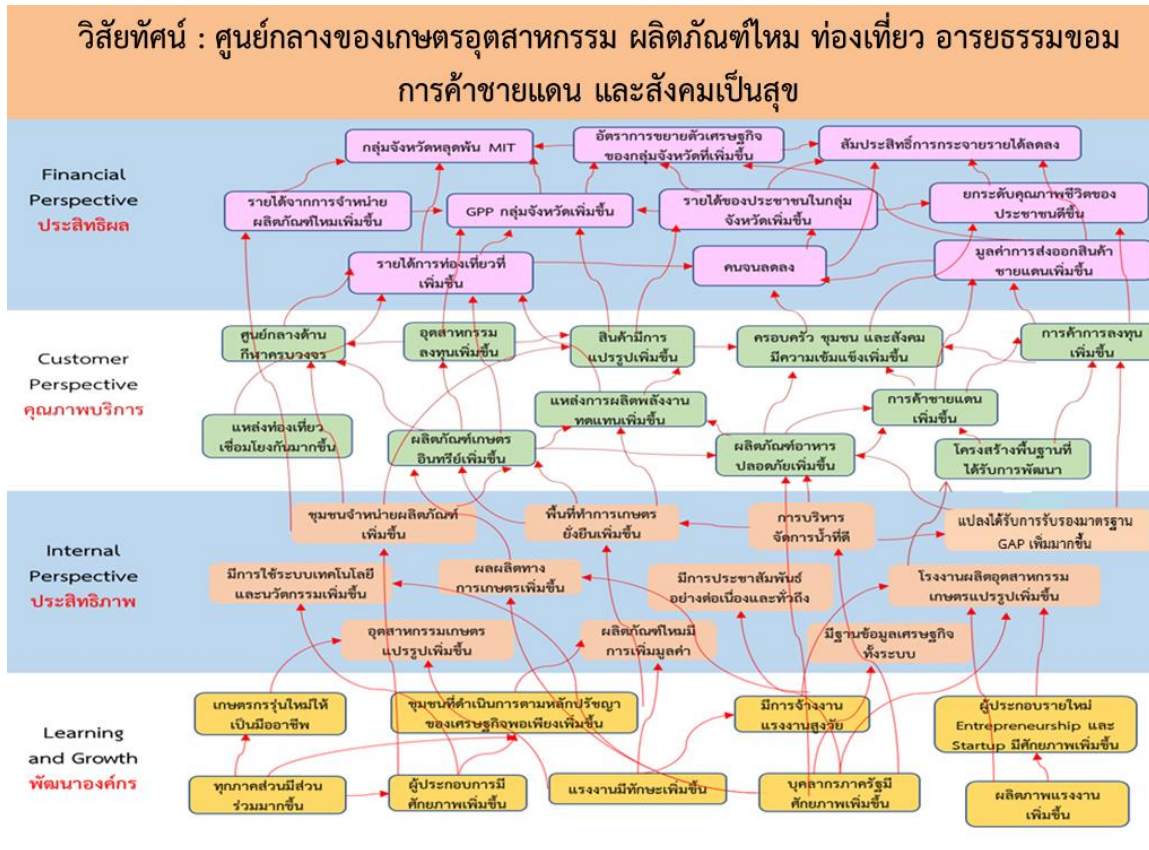 วิสัยทัศน์ : ศูนย์กลางของเกษตรอุตสาหกรรม ผลิตภัณฑ์ไหม ท่องเที่ยว อารยธรรมขอม
การค้าชายแดน และสังคมเป็นสุข
Financial
Perspective
ประสิทธิผล
กลุ่มจังหวัดหลุดพ้น MIT
อัตราการขยายตัวเศรษฐกิจ
ของกลุ่มจังหวัดที่เพิ่มขึ้น
สัมประสิทธิ์การกระจายรายได้ลดลง
รายได้จากการจำหน่าย
ผลิตภัณฑ์ไหมเพิ่มขึ้น
GPP กลุ่มจังหวัดเพิ่มขึ้น
รายได้ของประชาชนในกลุ่ม
จังหวัดเพิ่มขึ้น
ยกระดับคุณภาพชีวิตของ
ประชาชนดีขึ้น
รายได้การท่องเที่ยวที่
เพิ่มขึ้น
คนจนลดลง
มูลค่าการส่งออกสินค้า
ชายแดนเพิ่มขึ้น
Customer
Perspective
คุณภาพบริการ
ศูนย์กลางด้าน
กีฬาครบวงจร
อุตสาหกรรม
ลงทุนเพิ่มขึ้น
สินค้ามีการ
แปรรูปเพิ่มขึ้น
ครอบครัว ชุมชน และสังคม
มีความเข้มแข็งเพิ่มขึ้น
การค้าการลงทุน
เพิ่มขึ้น
แหล่งท่องเที่ยว
เชื่อมโยงกันมากขึ้น
ผลิตภัณฑ์เกษตร
อินทรีย์เพิ่มขึ้น
แหล่งการผลิตพลังงาน
ทดแทนเพิ่มขึ้น
ผลิตภัณฑ์อาหาร
ปลอดภัยเพิ่มขึ้น
การค้าชายแดน
เพิ่มขึ้น
โครงสร้างพื้นฐานที่
ได้รับการพัฒนา
Internal
Perspective
ประสิทธิภาพ
ชุมชนจำหน่ายผลิตภัณฑ์
เพิ่มขึ้น
พื้นที่ทำการเกษตร
ยั่งยืนเพิ่มขึ้น
การบริหาร
จัดการน้ำที่ดี
แปลงได้รับการรับรองมาตรฐาน
GAP เพิ่มมากขึ้น
มีการใช้ระบบเทคโนโลยี
และนวัตกรรมเพิ่มขึ้น
ผลผลิตทาง
การเกษตรเพิ่มขึ้น
มีการประชาสัมพันธ์
อย่างต่อเนื่องและทั่วถึง
โรงงานผลิตอุตสาหกรรม
เกษตรแปรรูปเพิ่มขึ้น
อุตสาหกรรมเกษตร
แปรรูปเพิ่มขึ้น
ผลิตภัณฑ์ไหมมี
การเพิ่มมูลค่า
มีฐานข้อมูลเศรษฐกิจ
ทั้งระบบ
Learning
and Growth
พัฒนาองค์กร
เกษตรกรรุ่นใหม่ให้
เป็นมืออาชีพ
ชุมชนที่ดำเนินการตามหลักปรัชญา
ของเศรษฐกิจพอเพียงเพิ่มขึ้น
มีการจ้างงาน
แรงงานสูงวัย
ผู้ประกอบรายใหม่
Entrepreneurship และ
Startup มีศักยภาพเพิ่มขึ้น
ทุกภาคส่วนมีส่วน
ร่วมมากขึ้น
ผู้ประกอบการมี
ศักยภาพเพิ่มขึ้น
แรงงานมีทักษะเพิ่มขึ้น
บุคลากรภาครัฐมี
ศักยภาพเพิ่มขึ้น
ผลิตภาพแรงงาน
เพิ่มขึ้น